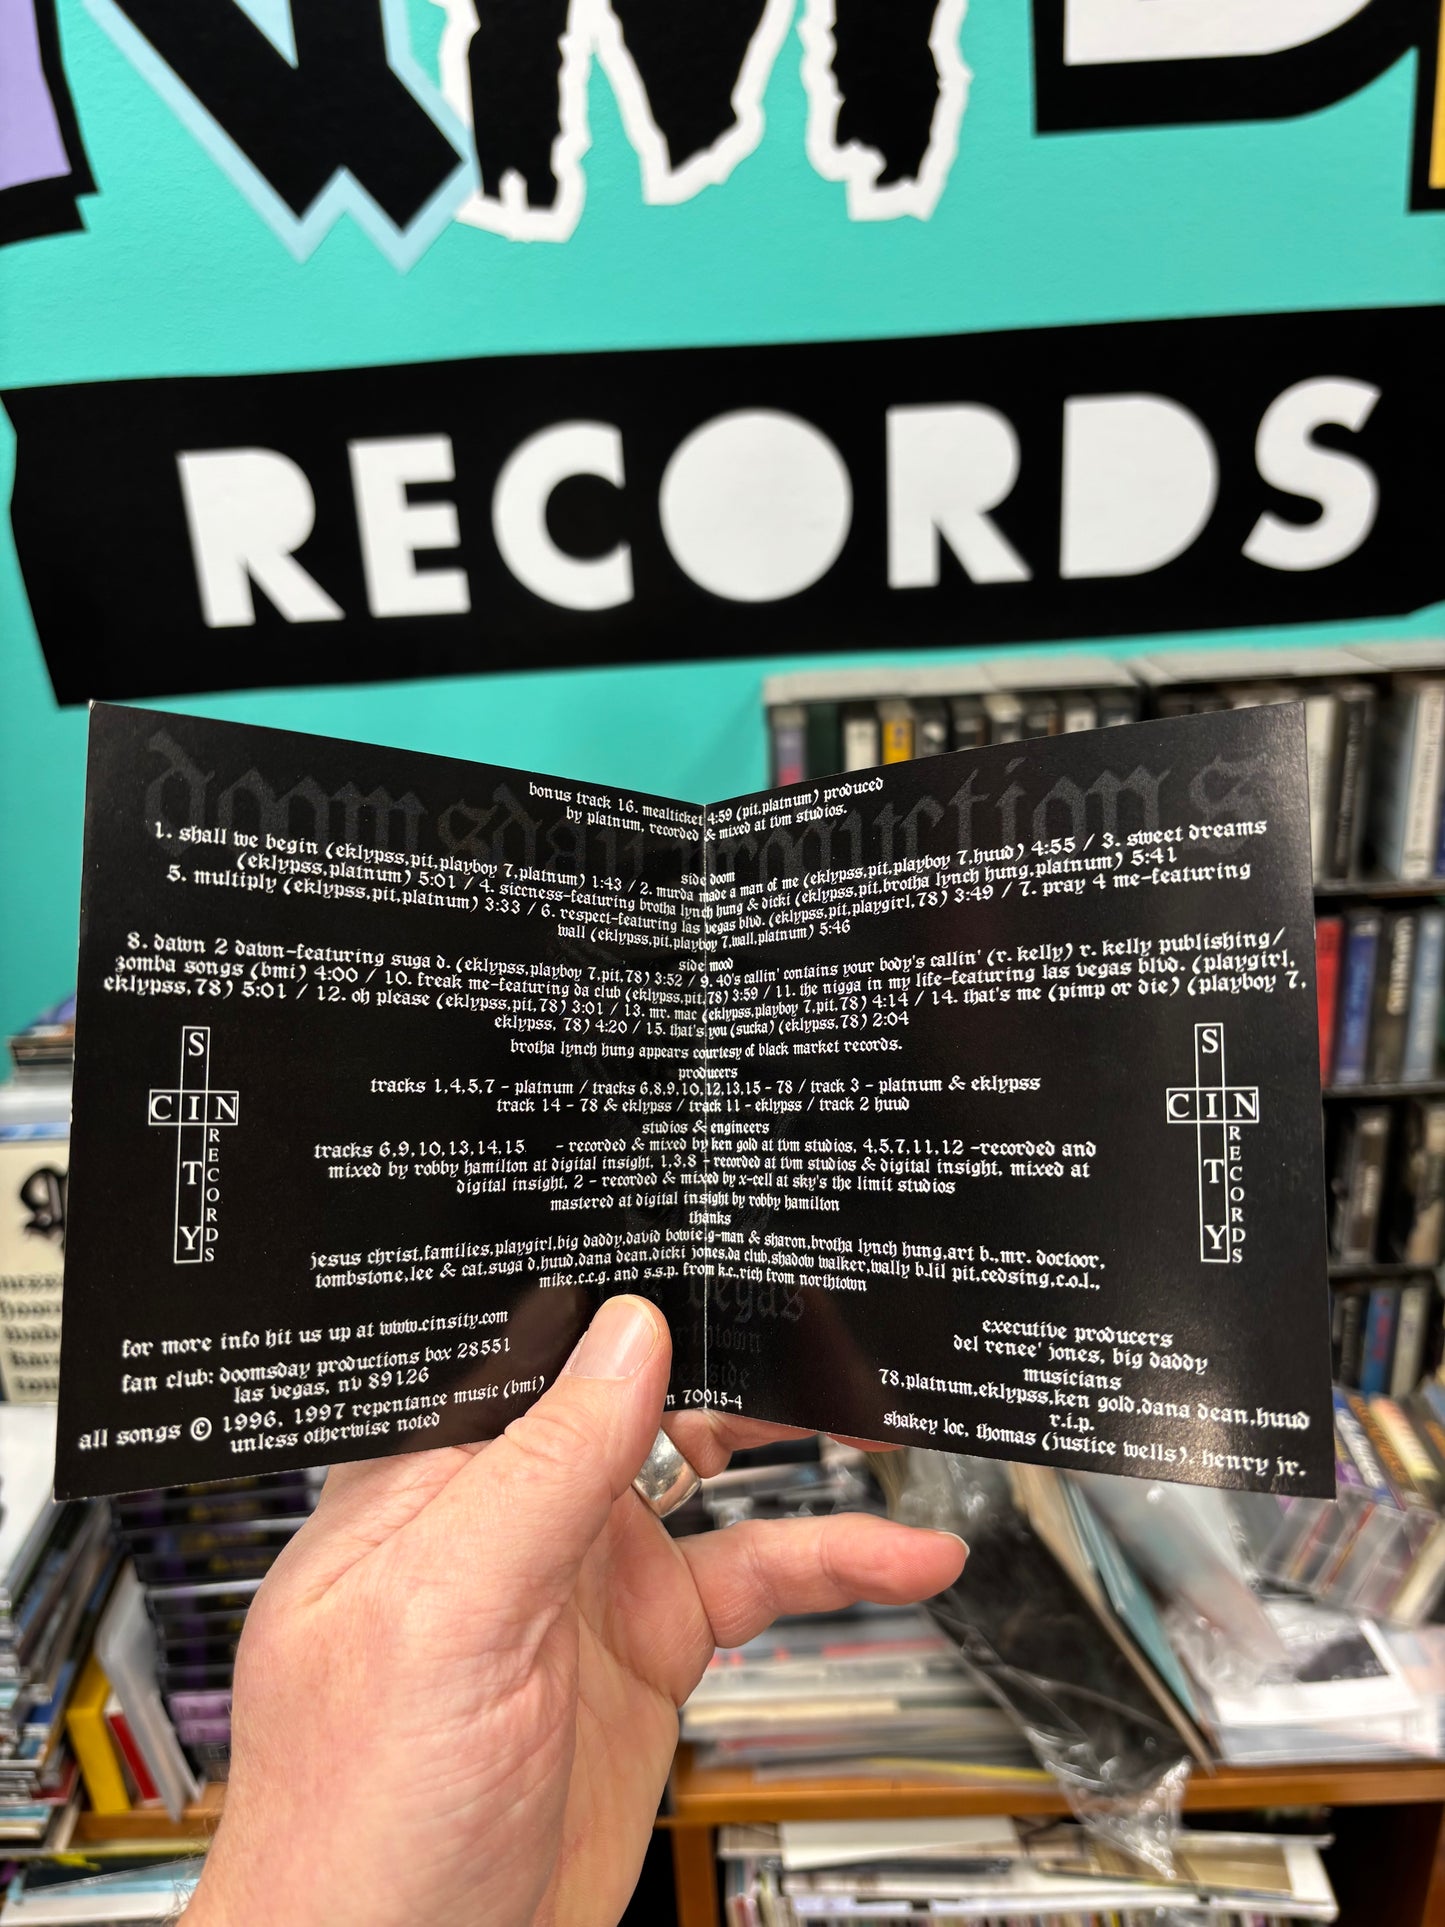 RECORDS
doomsday productions
bonus track 16. mealticket 4:59 (pit,platnum) produced
by platnum, recorded & mixed at tvm studios.
side doom
1. shall we begin (eklypss,pit,playboy 7,platnum) 1:43 / 2. murda made a man of me (eklypss,pit,playboy 7,huud) 4:55 / 3. sweet dreams
(eklypss,platnum) 5:01 / 4. siccness-featuring brotha lynch hung & dicki (eklypss,pit,brotha lynch hung,platnum) 5:41
5. multiply (eklypss,pit,platnum) 3:33 / 6. respect-featuring las vegas blvd. (eklypss,pit,playgirl,78) 3:49 / 7. pray 4 me-featuring
wall (eklypss,pit,playboy 7,wall,platnum) 5:46
side mood
8. dawn 2 dawn-featuring suga d. (eklypss,playboy 7,pit,78) 3:52 / 9. 40's callin' contains your body's callin' (r. kelly) r. kelly publishing/
zomba songs (bmi) 4:00 / 10. freak me-featuring da club (eklypss,pit,78) 3:59 / 11. the nigga in my life-featuring las vegas blvd. (playgirl,
eklypss,78) 5:01 / 12. oh please (eklypss,pit,78) 3:01 / 13. mr. mac (eklypss,playboy 7,pit,78) 4:14 / 14. that's me (pimp or die) (playboy 7,
eklypss, 78) 4:20 / 15. that's you (sucka) (eklypss,78) 2:04
brotha lynch hung appears courtesy of black market records.
producers
tracks 1,4,5,7 - platnum / tracks 6,8,9,10,12,13,15 - 78 / track 3 - platnum & eklypss
track 14 - 78 & eklypss / track 11 - eklypss / track 2 huud
studios & engineers
tracks 6,9,10,13,14,15 - recorded & mixed by ken gold at tvm studios, 4,5,7,11,12 -recorded and
mixed by robby hamilton at digital insight, 1,3,8 - recorded at tvm studios & digital insight, mixed at
digital insight, 2 - recorded & mixed by x-cell at sky's the limit studios
mastered at digital insight by robby hamilton
thanks
jesus christ,families,playgirl,big daddy,david bowie,g-man & sharon,brotha lynch hung,art b.,mr. doctoor,
tombstone,lee & cat,suga d,huud,dana dean,dicki jones,da club,shadow walker,wally b,lil pit,cedsing,c.o.l.,
mike,c.c.g. and s.s.p. from k.c.,rich from northtown
SIN CITY RECORDS
SIN CITY RECORDS
for more info hit us up at www.cinsity.com
fan club: doomsday productions box 28551
las vegas, nv 89126
all songs © 1996, 1997 repentance music (bmi)
unless otherwise noted
vegas
n 70015-4
executive producers
del renee' jones, big daddy
musicians
78,platnum,eklypss,ken gold,dana dean,huud
r.i.p.
shakey loc, thomas (justice wells), henry jr.